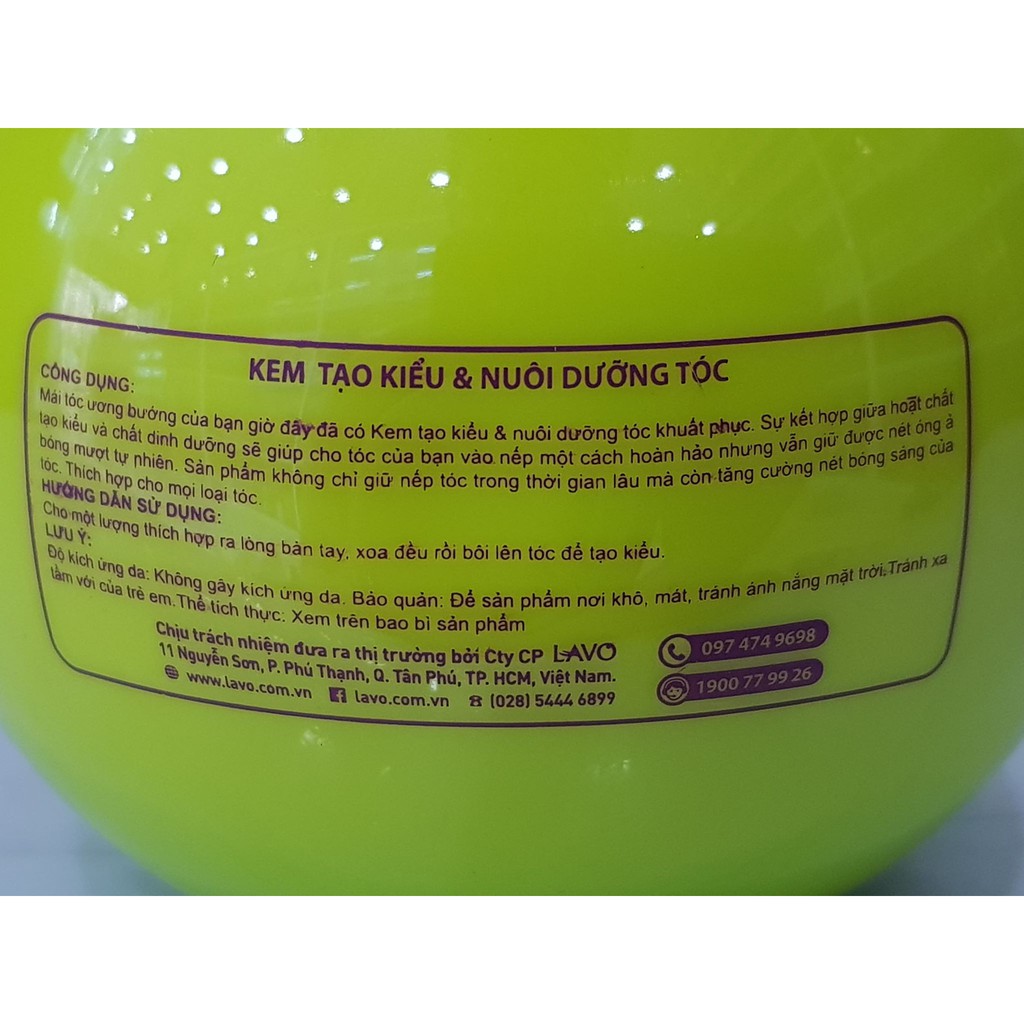 KEM TẠO KIỂU & NUÔI DƯỠNG TÓC
CÔNG DỤNG:
Mái tóc ương bướng của bạn giờ đây đã có Kem tạo kiểu & nuôi dưỡng tóc khuất phục. Sự kết hợp giữa hoạt chất
tạo kiểu và chất dinh dưỡng sẽ giúp cho tóc của bạn vào nếp một cách hoàn hảo nhưng vẫn giữ được nét óng ả
bóng mượt tự nhiên. Sản phẩm không chỉ giữ nếp tóc trong thời gian lâu mà còn tăng cường nét bóng sáng của
tóc. Thích hợp cho mọi loại tóc.
HƯỚNG DẪN SỬ DỤNG:
Cho một lượng thích hợp ra lòng bàn tay, xoa đều rồi bôi lên tóc để tạo kiểu.
LƯU Ý:
Độ kích ứng da: Không gây kích ứng da. Bảo quản: Để sản phẩm nơi khô, mát, tránh ánh nắng mặt trời.Tránh xa
tầm với của trẻ em.Thể tích thực: Xem trên bao bì sản phẩm
Chịu trách nhiệm đưa ra thị trường bởi Cty CP LAVO
11 Nguyễn Sơn, P. Phú Thạnh, Q. Tân Phú, TP. HCM, Việt Nam.
www.lavo.com.vn lavo.com.vn (028) 5444 6899
097 474 9698
1900 77 99 26